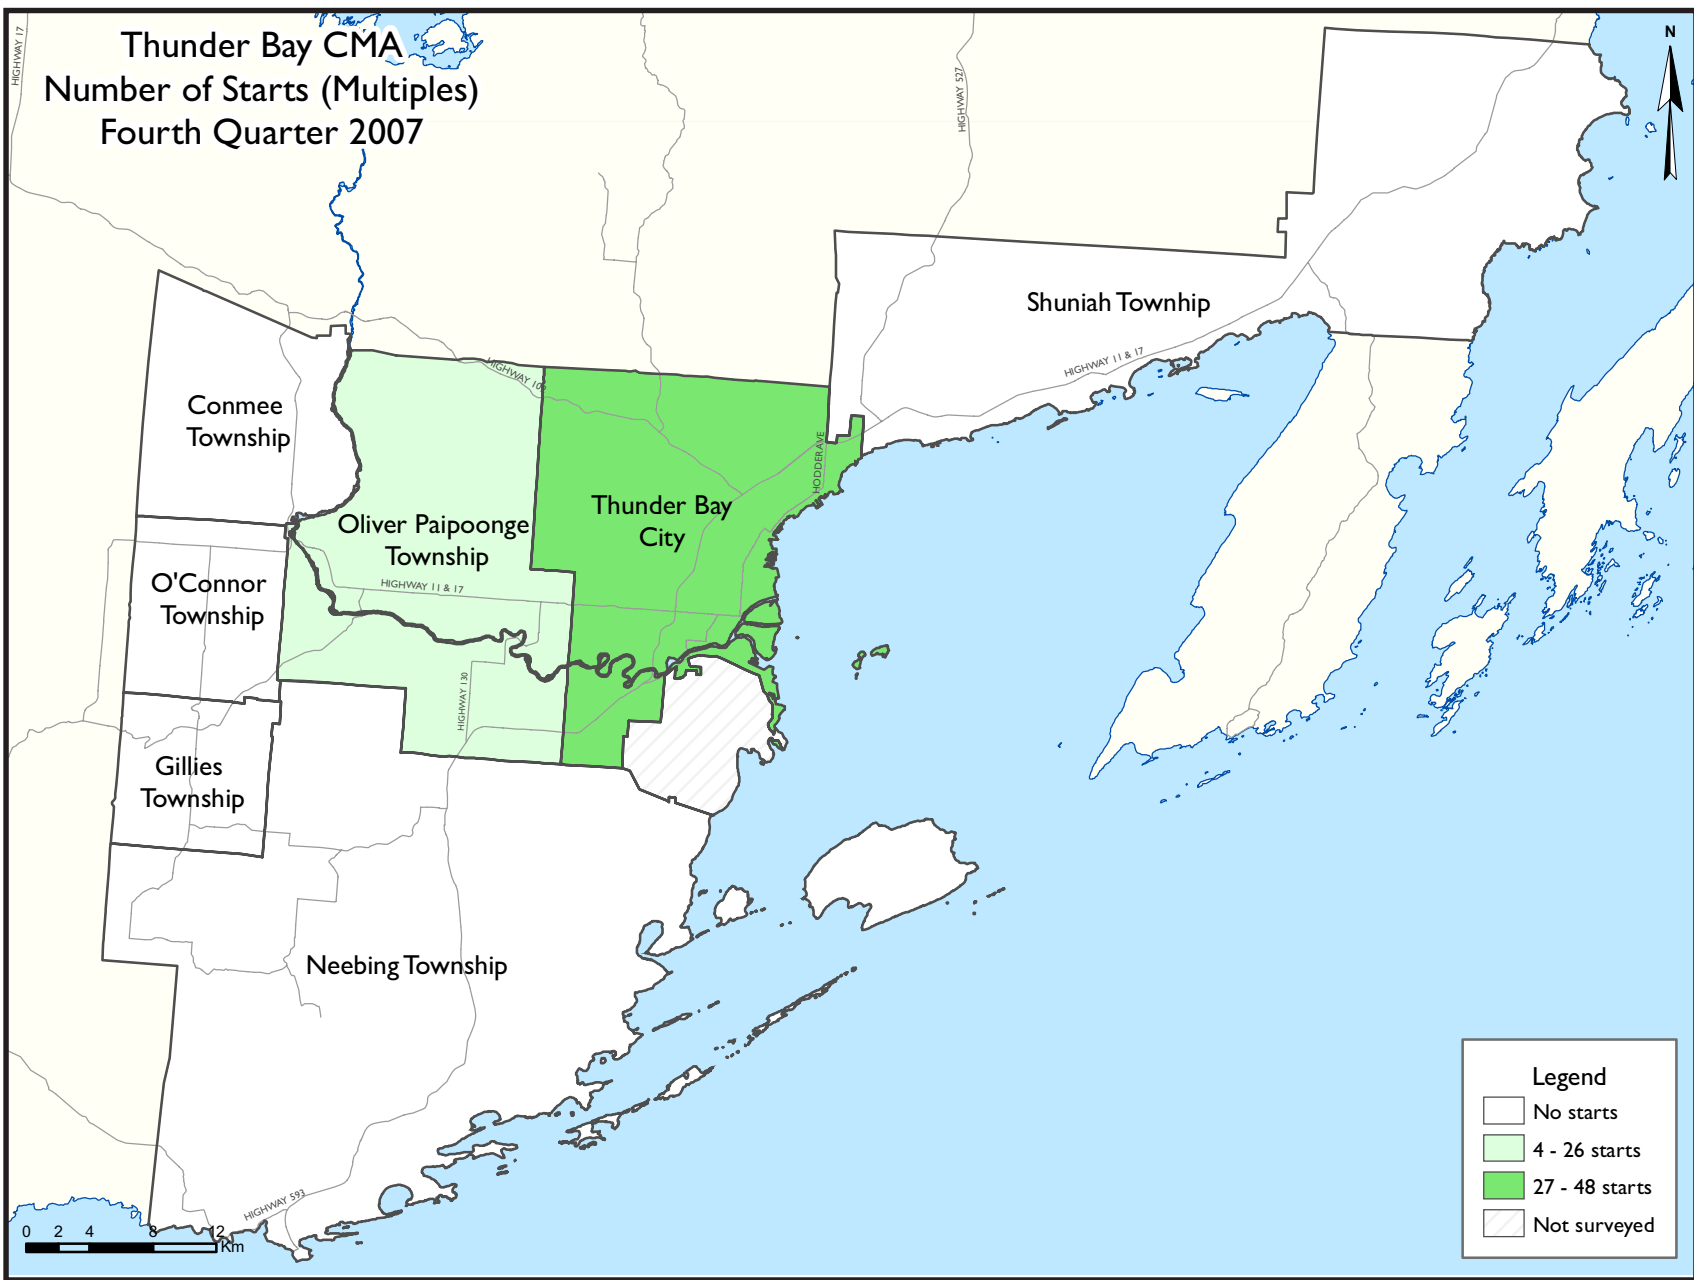 Thunder Bay CMA
Number of Starts (Multiples)
Fourth Quarter 2007
N
HIGHWAY 17
HIGHWAY 527
Shuniah Townhip
HIGHWAY 11 & 17
HIGHWAY 102
Conmee
Township
HODDER AVE
Thunder Bay
City
Oliver Paipoonge
Township
HIGHWAY 11 & 17
O'Connor
Township
HIGHWAY 130
Gillies
Township
Neebing Township
HIGHWAY 593
0 2 4 8 12
Km
Legend
No starts
4 - 26 starts
27 - 48 starts
Not surveyed